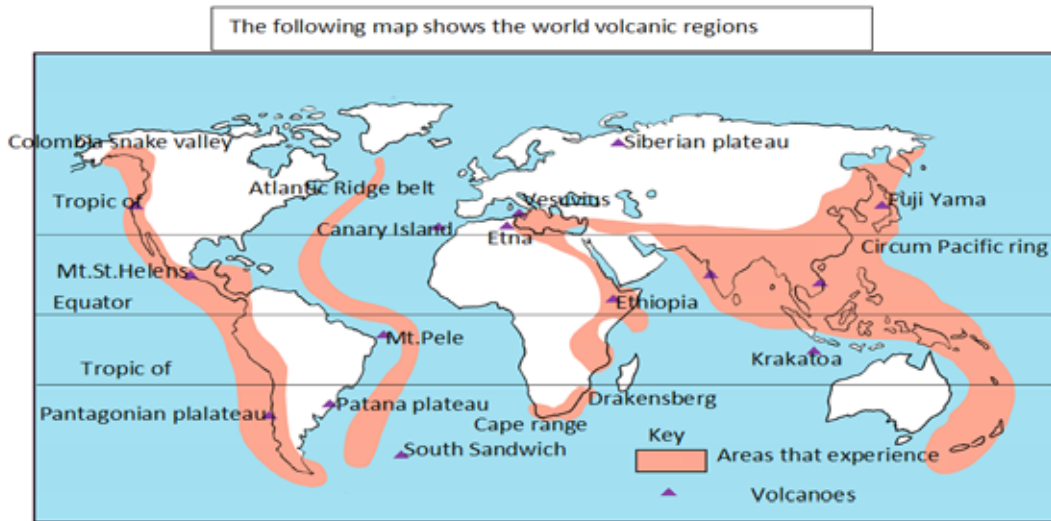 The following map shows the world volcanic regions
Colombia snake valley
Siberian plateau
Atlantic Ridge belt
Tropic of
Vesuvius
Fuji Yama
Canary Island
Etna
Circum Pacific ring
Mt.St.Helens
Equator
Ethiopia
Mt.Pele
Krakatoa
Tropic of
Drakensberg
Pantagonian plalateau
Patana plateau
Cape range
Key
South Sandwich
Areas that experience
Volcanoes